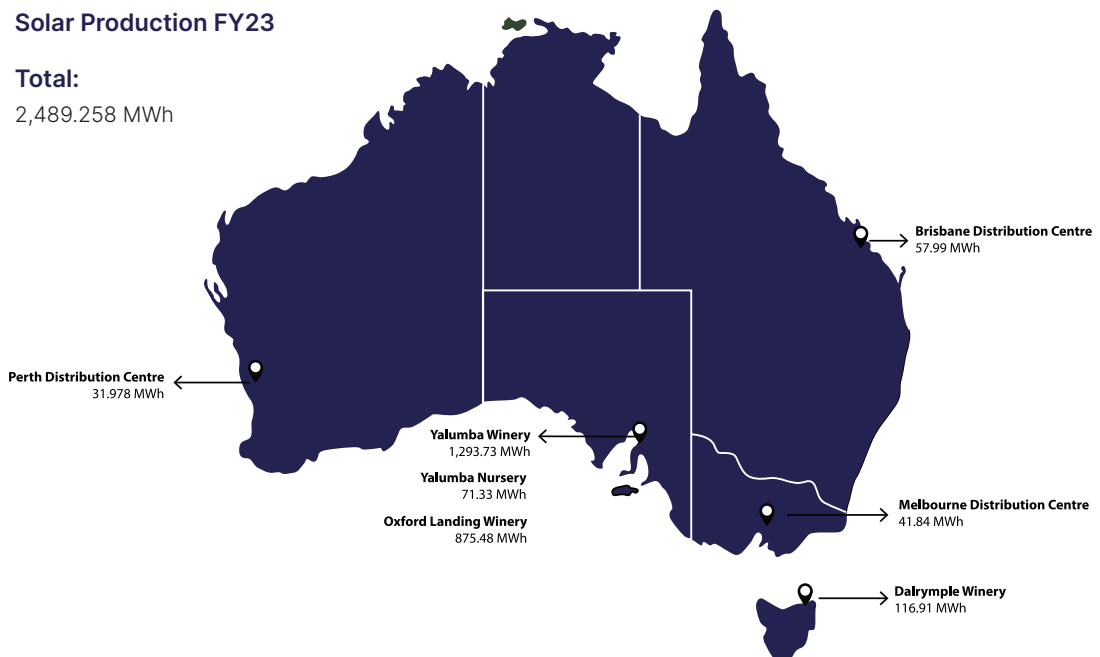 Solar Production FY23
Total:
2,489.258 MWh
Brisbane Distribution Centre
57.99 MWh
Perth Distribution Centre
31.978 MWh
Yalumba Winery
1,293.73 MWh
Yalumba Nursery
71.33 MWh
Oxford Landing Winery
875.48 MWh
Melbourne Distribution Centre
41.84 MWh
Dalrymple Winery
116.91 MWh